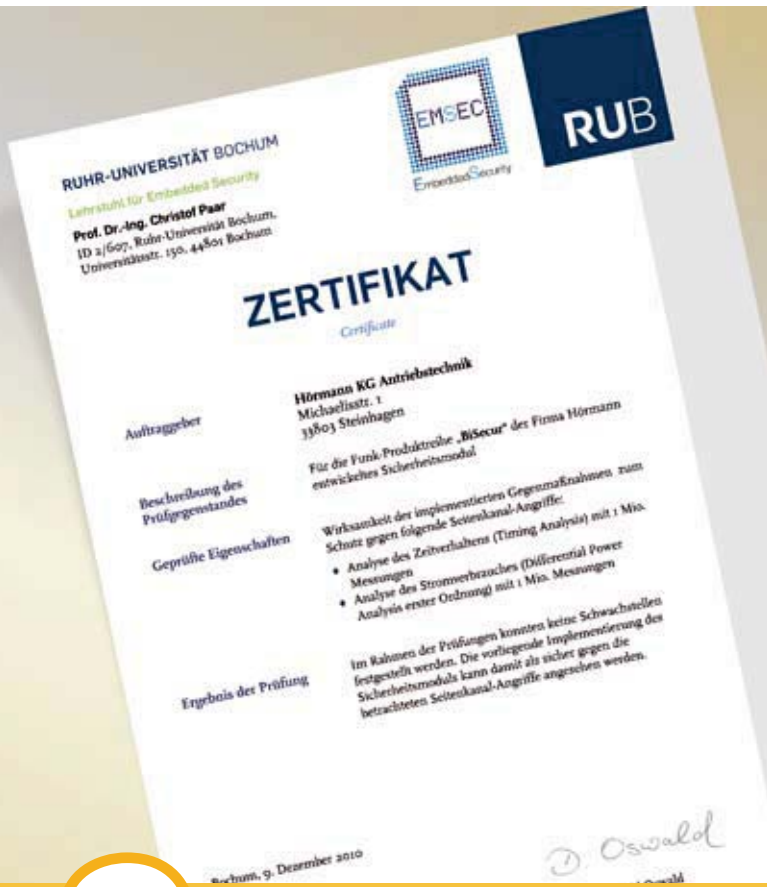 RUHR-UNIVERSITÄT BOCHUM
Lehrstuhl für Embedded Security
Prof. Dr.-Ing. Christof Paar
ID 2/607, Ruhr-Universität Bochum,
Universitätsstr. 150, 44801 Bochum
EMSEC
EmbeddedSecurity
RUB
ZERTIFIKAT
Certificate
Auftraggeber
Hörmann KG Antriebstechnik
Michaelisstr. 1
33803 Steinhagen
Beschreibung des
Prüfgegenstandes
Für die Funk-Produktreihe „BiSecur" der Firma Hörmann
entwickeltes Sicherheitsmodul
Geprüfte Eigenschaften
Wirksamkeit der implementierten Gegenmaßnahmen zum
Schutz gegen folgende Seitenkanal-Angriffe:
• Analyse des Zeitverhaltens (Timing Analysis) mit 1 Mio.
Messungen
• Analyse des Stromverbrauches (Differential Power
Analysis erster Ordnung) mit 1 Mio. Messungen
Ergebnis der Prüfung
Im Rahmen der Prüfungen konnten keine Schwachstellen
festgestellt werden. Die vorliegende Implementierung des
Sicherheitsmoduls kann damit als sicher gegen die
betrachteten Seitenkanal-Angriffe angesehen werden.
Bochum, 9. Dezember 2010
D. Oswald
Oswald